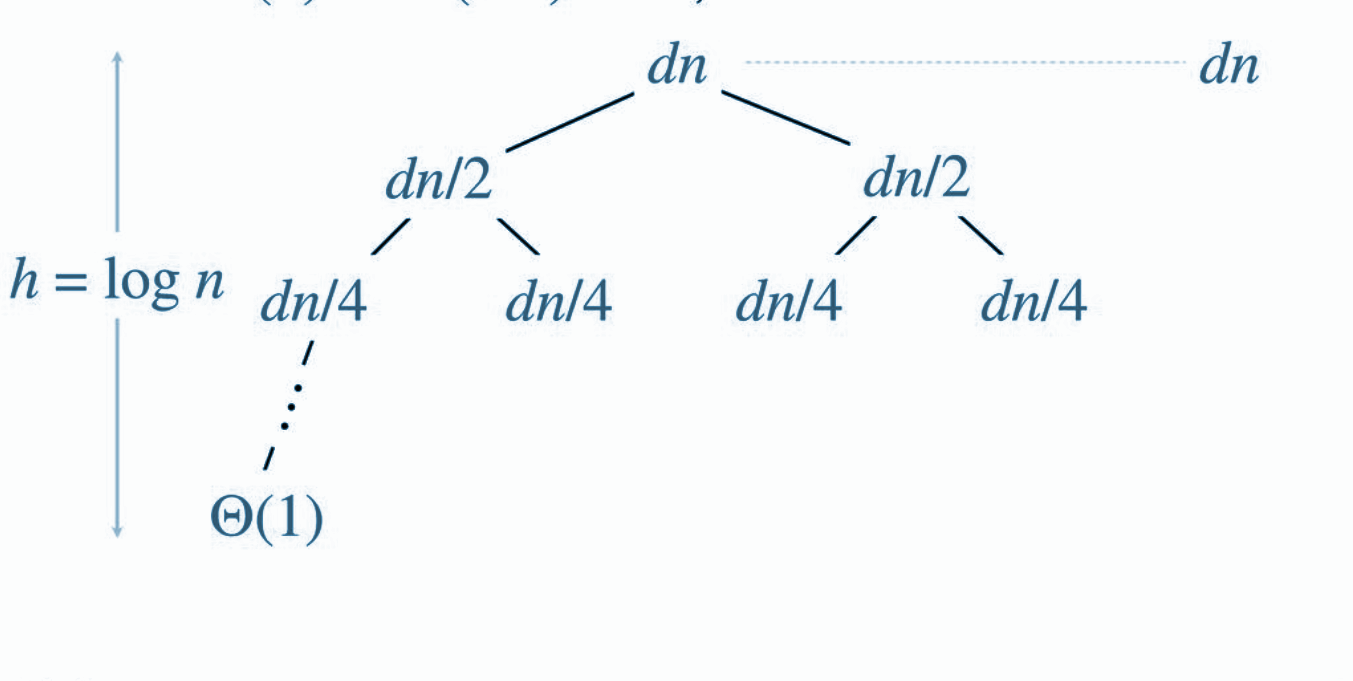 dn dn
dn/2 dn/2
h = log n dn/4 dn/4 dn/4 dn/4
Θ(1)